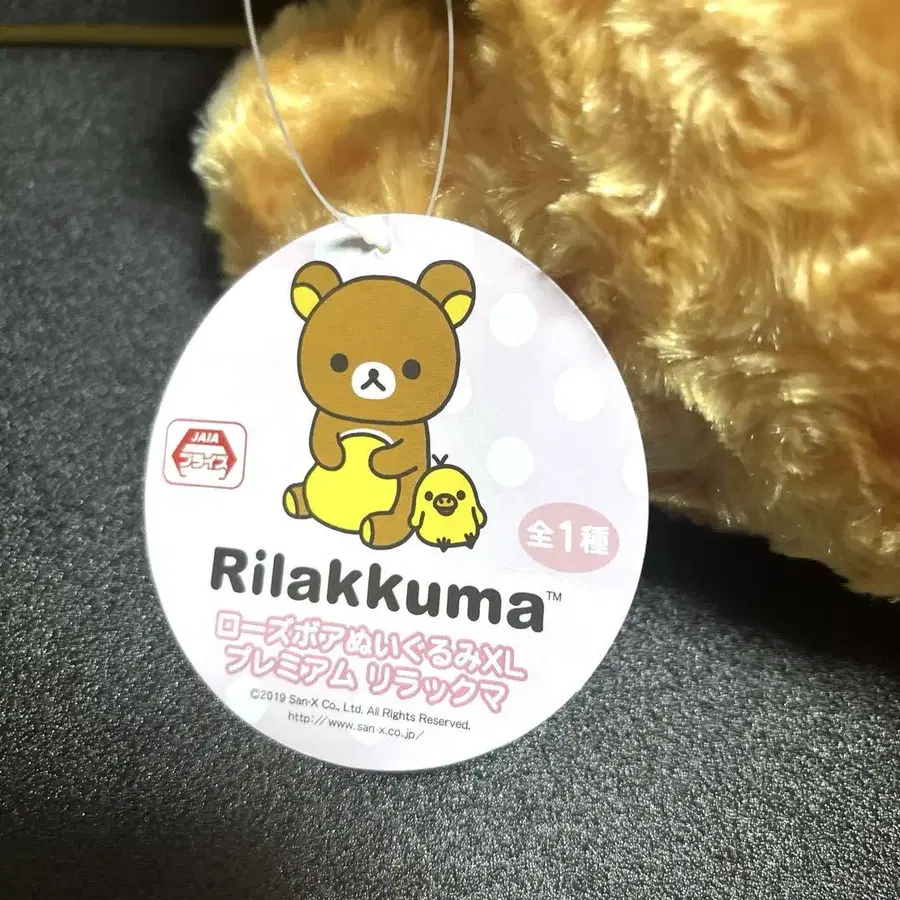 JAIA
プライズ
全1種
Rilakkuma™
ローズボアぬいぐるみXL
プレミアム リラックマ
©2019 San-X Co., Ltd. All Rights Reserved.
http://www.san-x.co.jp/